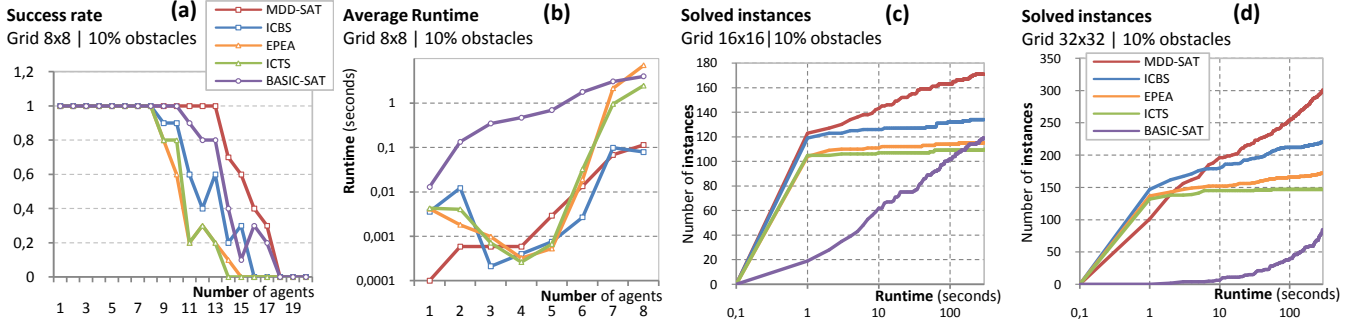 Success rate (a)
Grid 8x8 | 10% obstacles
MDD-SAT
ICBS
EPEA
ICTS
BASIC-SAT
1,2
1
0,8
0,6
0,4
0,2
0
Number of agents
1 3 5 7 9 11 13 15 17 19
Average Runtime (b)
Grid 8x8 | 10% obstacles
Runtime (seconds)
1
0,1
0,01
0,001
0,0001
Number of agents
1 2 3 4 5 6 7 8
Solved instances (c)
Grid 16x16|10% obstacles
Number of instances
180
160
140
120
100
80
60
40
20
0
Runtime (seconds)
0,1 1 10 100
Solved instances (d)
Grid 32x32 | 10% obstacles
Number of instances
350
300
250
200
150
100
50
0
MDD-SAT
ICBS
EPEA
ICTS
BASIC-SAT
Runtime (seconds)
0,1 1 10 100